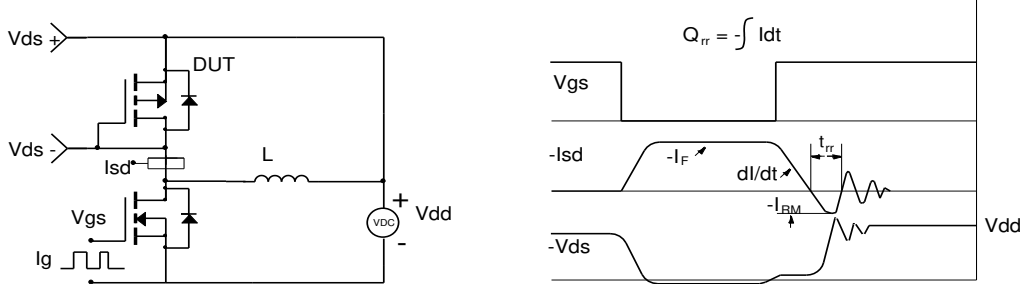 Vds +
DUT
Vds -
Isd
L
Vgs
Ig
+
VDC
-
Vdd
Qrr = -∫ Idt
Vgs
-Isd
-IF
dI/dt
trr
-IRM
Vdd
-Vds